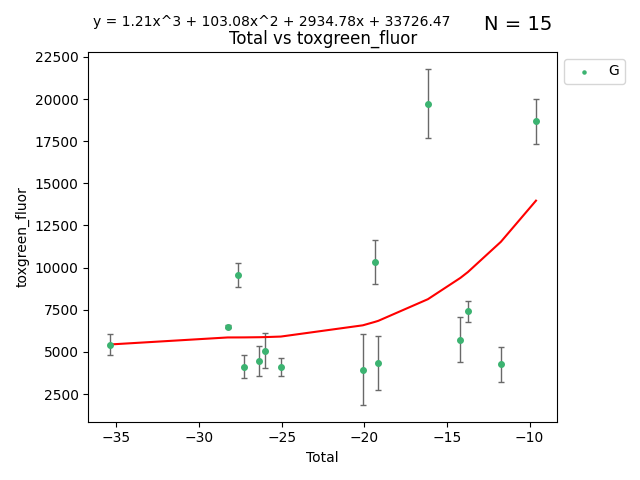 y = 1.21x^3 + 103.08x^2 + 2934.78x + 33726.47
N = 15
Total vs toxgreen_fluor
G
22500
20000
17500
15000
12500
10000
7500
5000
2500
toxgreen_fluor
−35 −30 −25 −20 −15 −10
Total